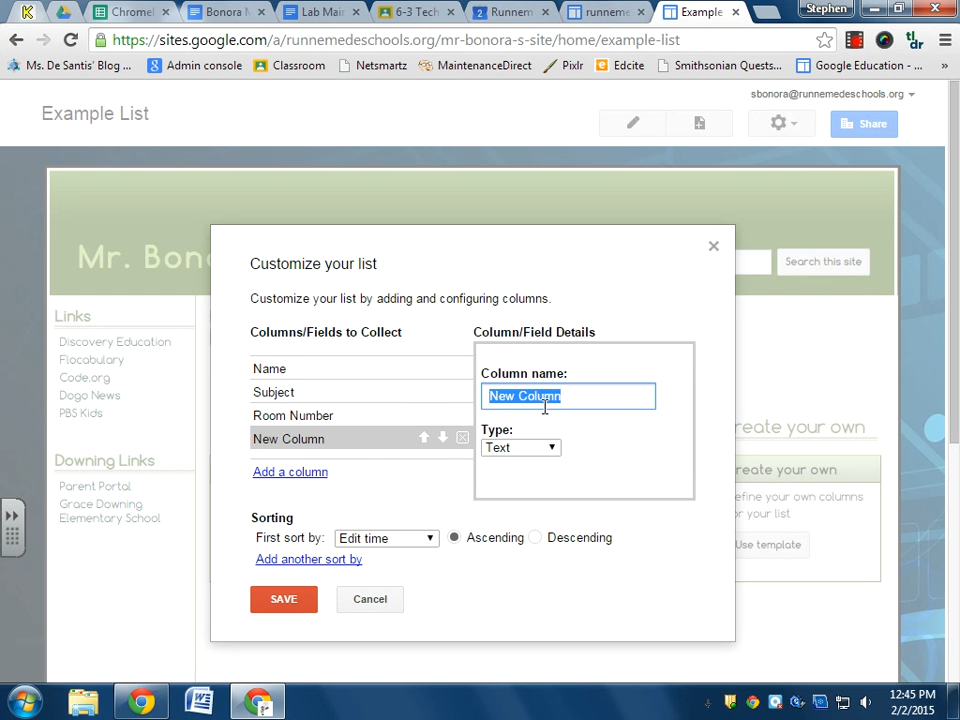 Chromel
Bonora M
Lab Mai
6-3 Tech
Runnem
runneme
Example
Stephen
https://sites.google.com/a/runnemedeschools.org/mr-bonora-s-site/home/example-list
Ms. De Santis' Blog ...
Admin console
Classroom
Netsmartz
MaintenanceDirect
Pixlr
Edcite
Smithsonian Quests...
Google Education - ...
»
sbonora@runnemedeschools.org
Example List
Share
Mr. Bono
Search this site
Customize your list
Customize your list by adding and configuring columns.
Columns/Fields to Collect
Column/Field Details
Name
Subject
Room Number
New Column
Add a column
Column name:
New Column
Type:
Text
Sorting
First sort by:
Edit time
Ascending
Descending
Add another sort by
SAVE
Cancel
Links
Discovery Education
Flocabulary
Code.org
Dogo News
PBS Kids
Downing Links
Parent Portal
Grace Downing
Elementary School
reate your own
reate your own
efine your own columns
or your list
Use template
12:45 PM
2/2/2015